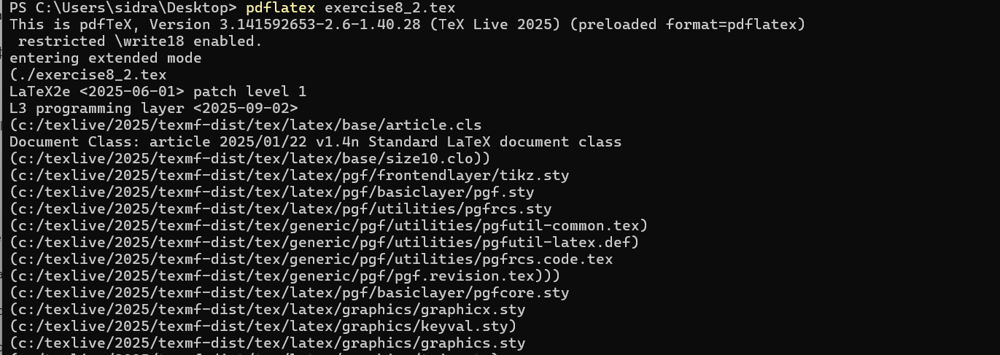 PS C:\Users\sidra\Desktop> pdflatex exercise8_2.tex
This is pdfTeX, Version 3.141592653-2.6-1.40.28 (TeX Live 2025) (preloaded format=pdflatex)
 restricted \write18 enabled.
entering extended mode
(./exercise8_2.tex
LaTeX2e <2025-06-01> patch level 1
L3 programming layer <2025-09-02>
(c:/texlive/2025/texmf-dist/tex/latex/base/article.cls
Document Class: article 2025/01/22 v1.4n Standard LaTeX document class
(c:/texlive/2025/texmf-dist/tex/latex/base/size10.clo))
(c:/texlive/2025/texmf-dist/tex/latex/pgf/frontendlayer/tikz.sty
(c:/texlive/2025/texmf-dist/tex/latex/pgf/basiclayer/pgf.sty
(c:/texlive/2025/texmf-dist/tex/latex/pgf/utilities/pgfrcs.sty
(c:/texlive/2025/texmf-dist/tex/generic/pgf/utilities/pgfutil-common.tex)
(c:/texlive/2025/texmf-dist/tex/generic/pgf/utilities/pgfutil-latex.def)
(c:/texlive/2025/texmf-dist/tex/generic/pgf/utilities/pgfrcs.code.tex
(c:/texlive/2025/texmf-dist/tex/generic/pgf/pgf.revision.tex)))
(c:/texlive/2025/texmf-dist/tex/latex/pgf/basiclayer/pgfcore.sty
(c:/texlive/2025/texmf-dist/tex/latex/graphics/graphicx.sty
(c:/texlive/2025/texmf-dist/tex/latex/graphics/keyval.sty)
(c:/texlive/2025/texmf-dist/tex/latex/graphics/graphics.sty